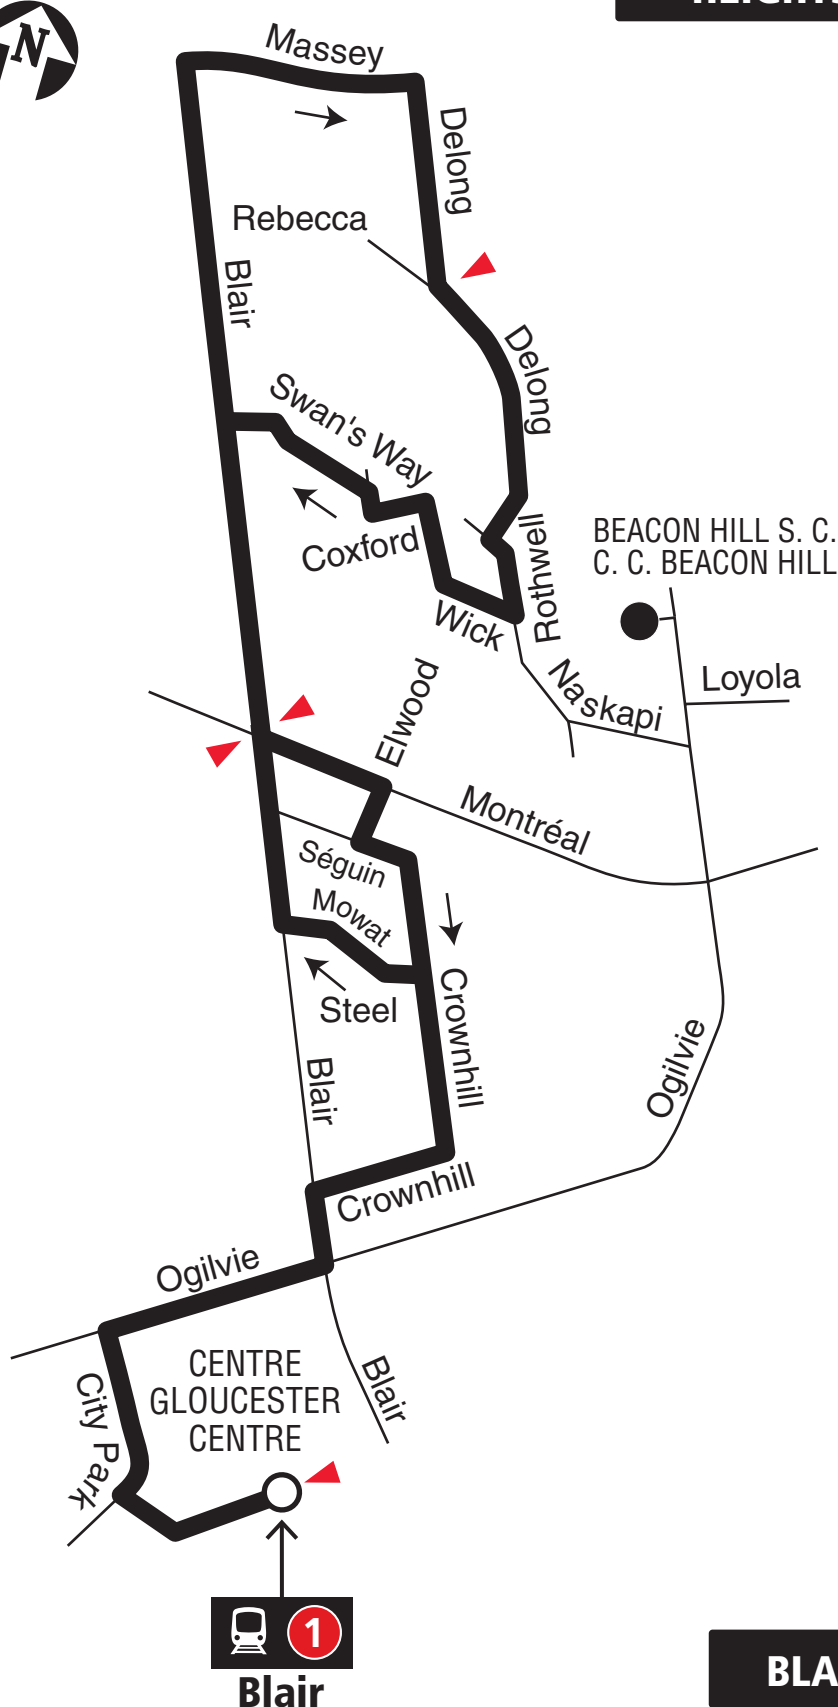 N
Massey
Delong
Rebecca
Blair
Delong
Swan's Way
Coxford
Rothwell
BEACON HILL S. C.
C. C. BEACON HILL
Wick
Naskapi
Loyola
Elwood
Montréal
Séguin
Mowat
Steel
Crownhill
Blair
Ogilvie
Crownhill
Ogilvie
City Park
CENTRE
GLOUCESTER
CENTRE
Blair
1
Blair